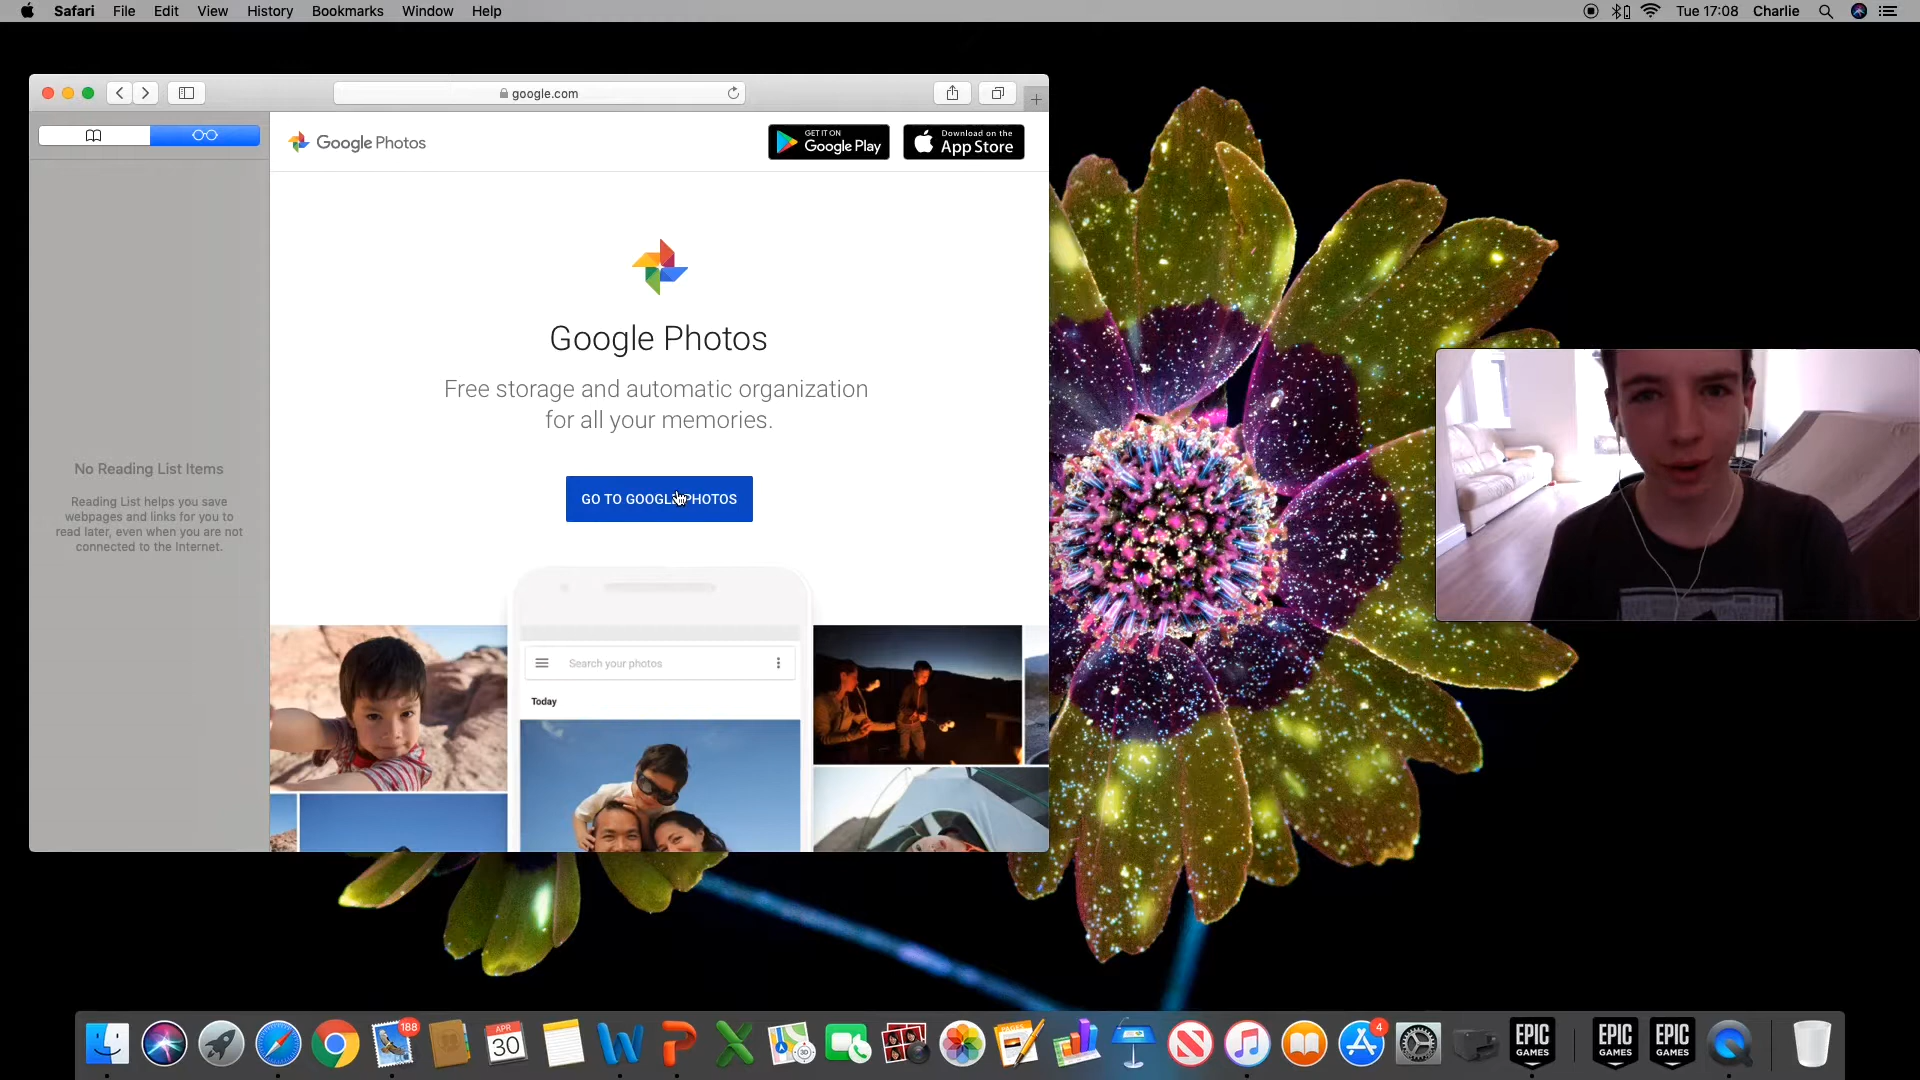 Safari File Edit View History Bookmarks Window Help
Tue 17:08 Charlie
google.com
Google Photos
GET IT ON
Google Play
Download on the
App Store
Google Photos
Free storage and automatic organization
for all your memories.
GO TO GOOGLE PHOTOS
No Reading List Items
Reading List helps you save
webpages and links for you to
read later, even when you are not
connected to the Internet.
Search your photos
Today
188
APR
30
PAGES
4
EPIC
GAMES
EPIC
GAMES
EPIC
GAMES